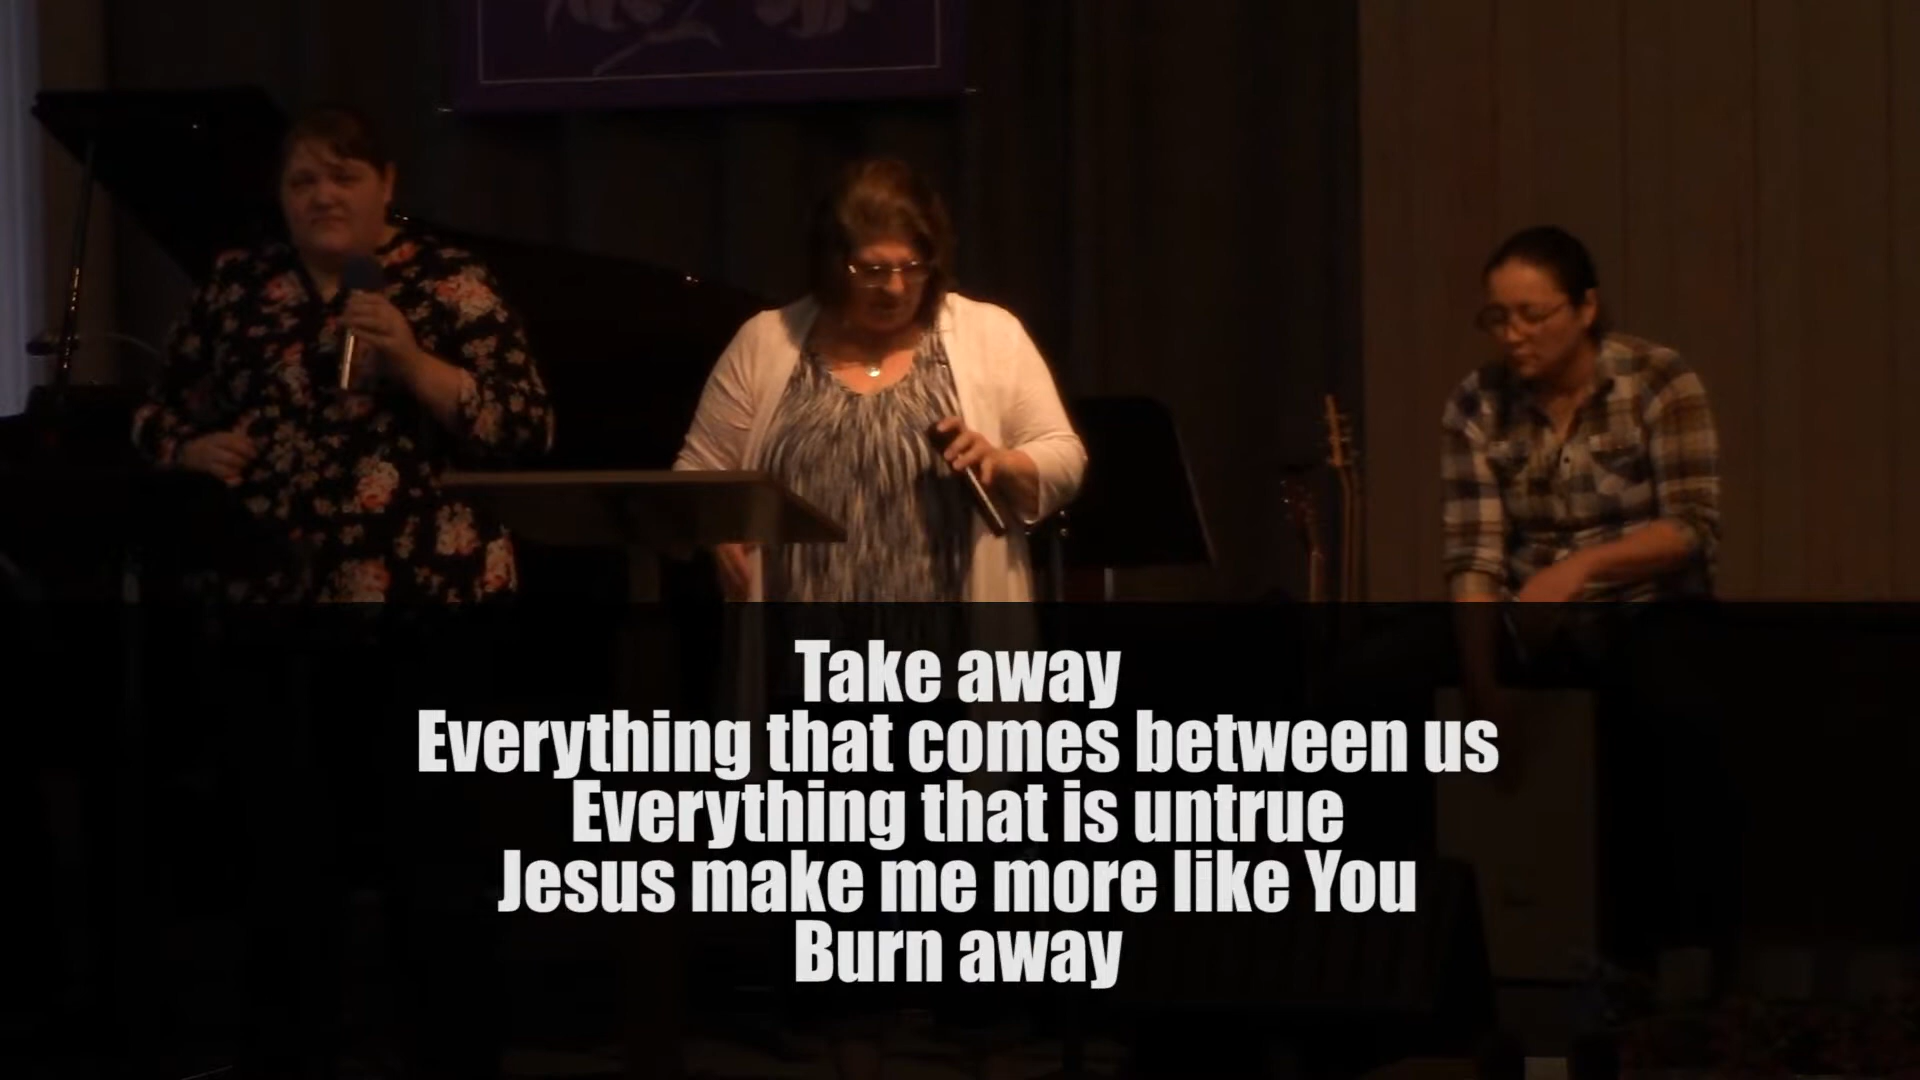 Take away
Everything that comes between us
Everything that is untrue
Jesus make me more like You
Burn away